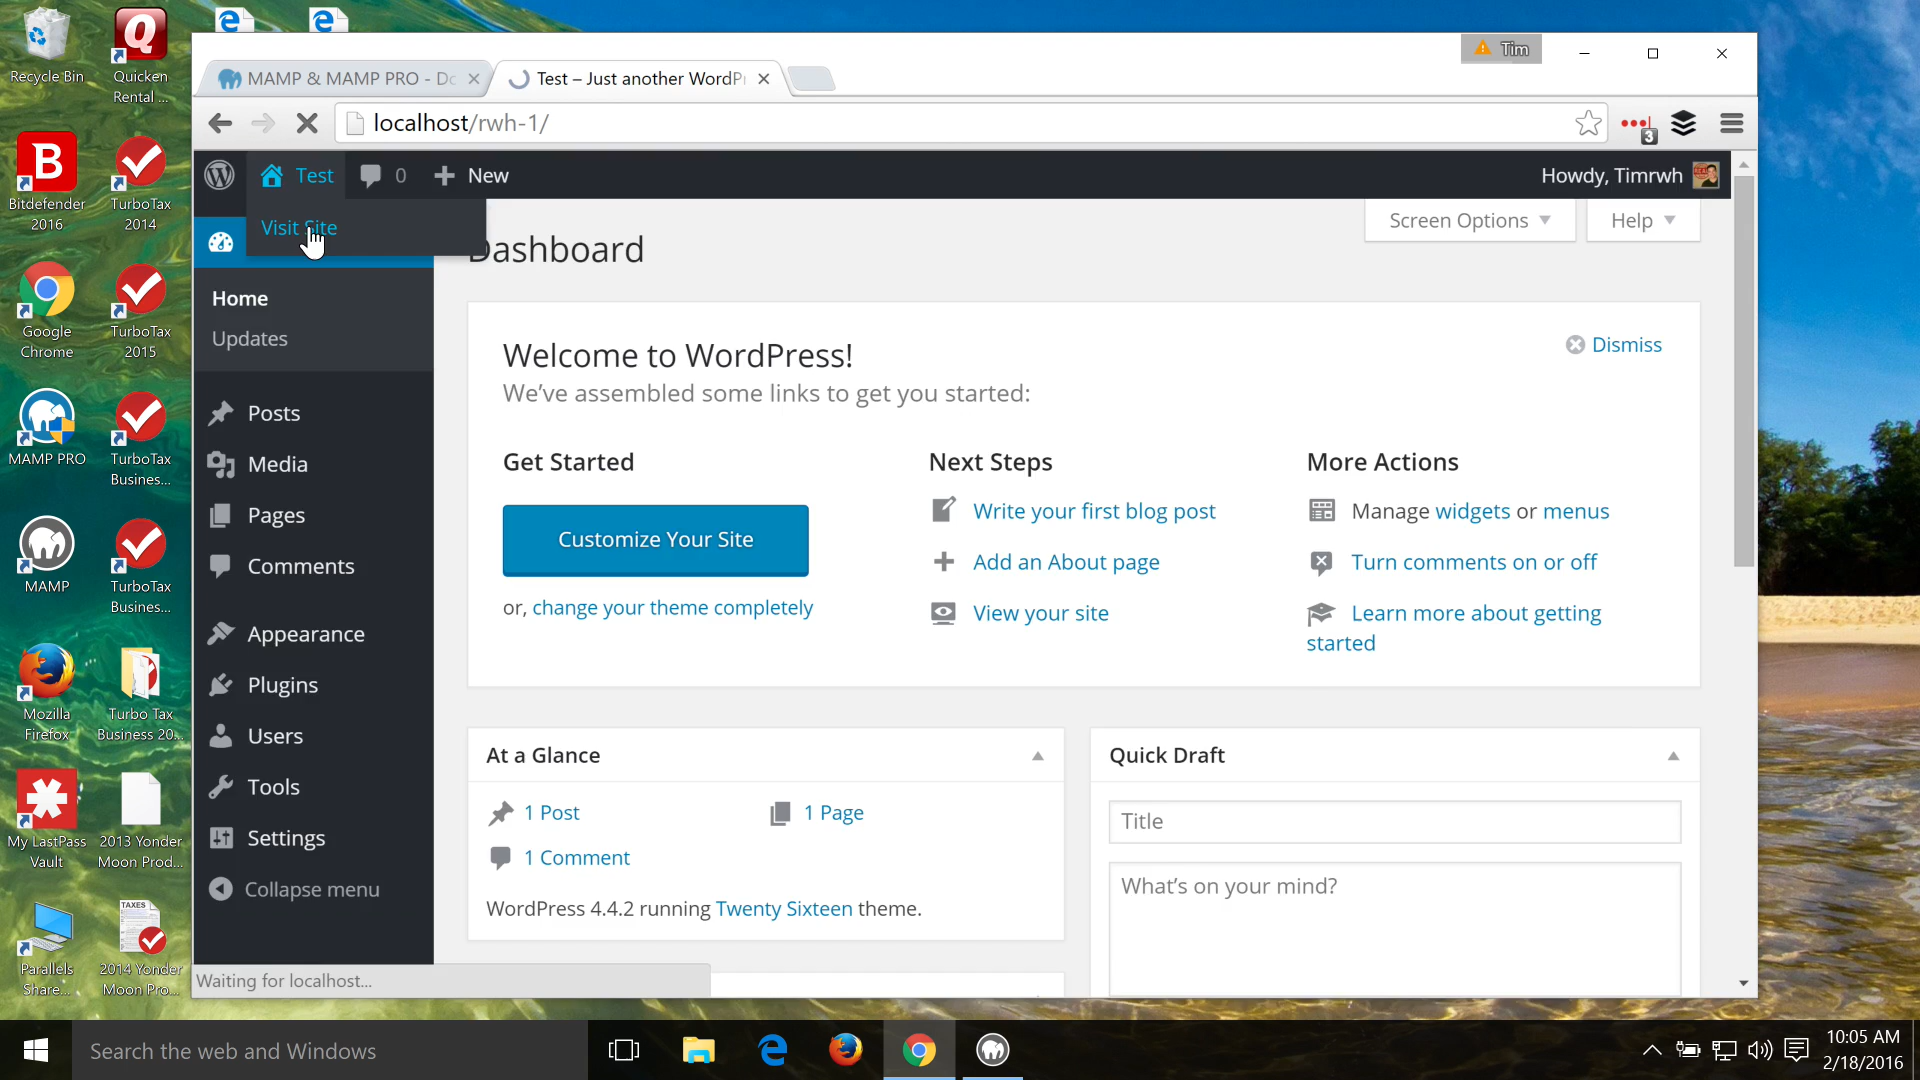 Recycle Bin
Quicken Rental ...
Bitdefender 2016
TurboTax 2014
Google Chrome
TurboTax 2015
MAMP PRO
TurboTax Busines...
MAMP
TurboTax Busines...
Mozilla Firefox
Turbo Tax Business 20...
My LastPass Vault
2013 Yonder Moon Prod...
TAXES
Parallels Share...
2014 Yonder Moon Pro...
Tim
MAMP & MAMP PRO - Do
Test – Just another WordPr
localhost/rwh-1/
3
Test
0
New
Howdy, Timrwh
Visit Site
Dashboard
Screen Options
Help
Home
Updates
Posts
Media
Pages
Comments
Appearance
Plugins
Users
Tools
Settings
Collapse menu
Welcome to WordPress!
Dismiss
We've assembled some links to get you started:
Get Started
Customize Your Site
or, change your theme completely
Next Steps
Write your first blog post
Add an About page
View your site
More Actions
Manage widgets or menus
Turn comments on or off
Learn more about getting
started
At a Glance
1 Post
1 Page
1 Comment
WordPress 4.4.2 running Twenty Sixteen theme.
Quick Draft
Title
What's on your mind?
Waiting for localhost...
Search the web and Windows
10:05 AM
2/18/2016